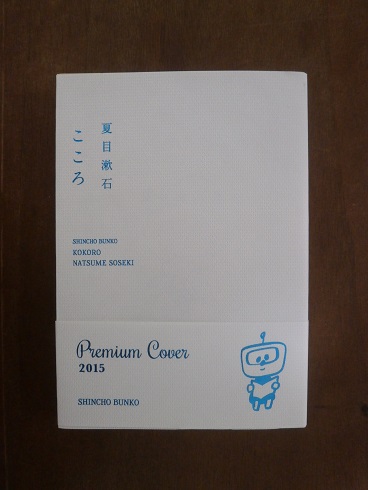 夏目漱石
こころ
SHINCHO BUNKO
KOKORO
NATSUME SOSEKI
Premium Cover
2015
SHINCHO BUNKO